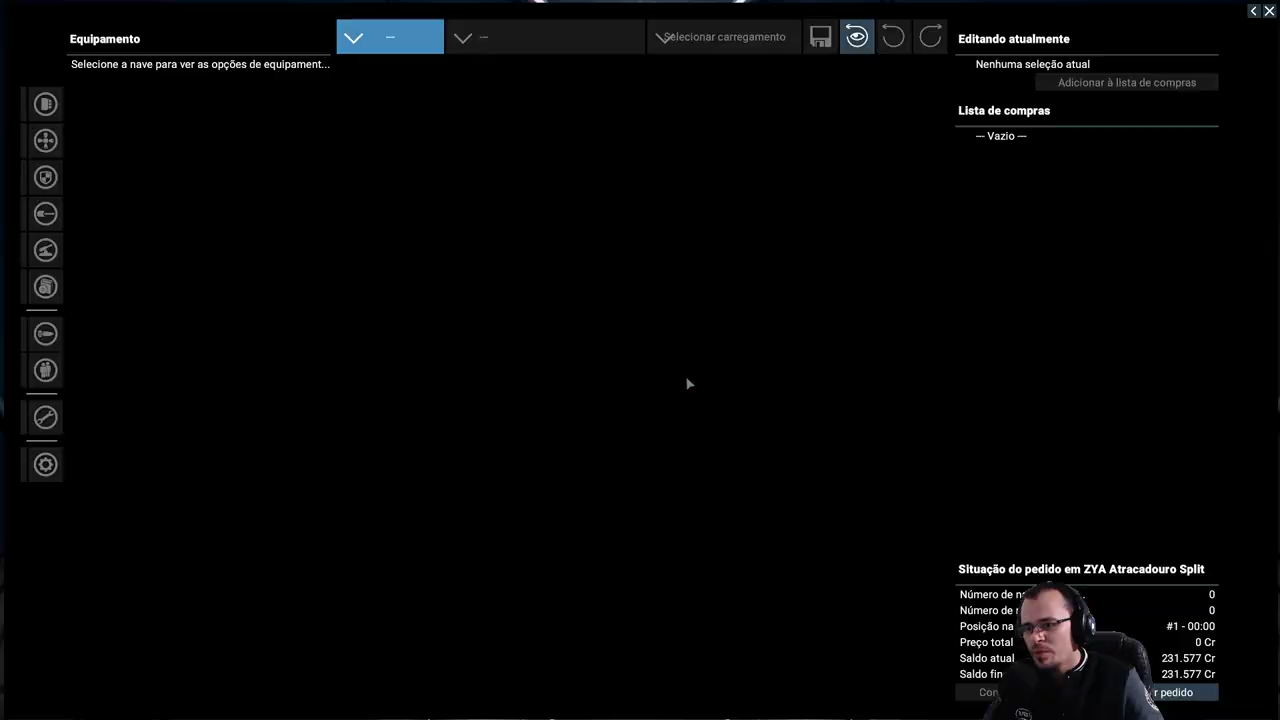 Equipamento
Selecione a nave para ver as opções de equipament...
—
—
Selecionar carregamento
Editando atualmente
Nenhuma seleção atual
Adicionar à lista de compras
Lista de compras
--- Vazio ---
Situação do pedido em ZYA Atracadouro Split
Número de ... 0
Número de 0
Posição na #1 - 00:00
Preço total 0 Cr
Saldo atual 231.577 Cr
Saldo 231.577 Cr
pedido